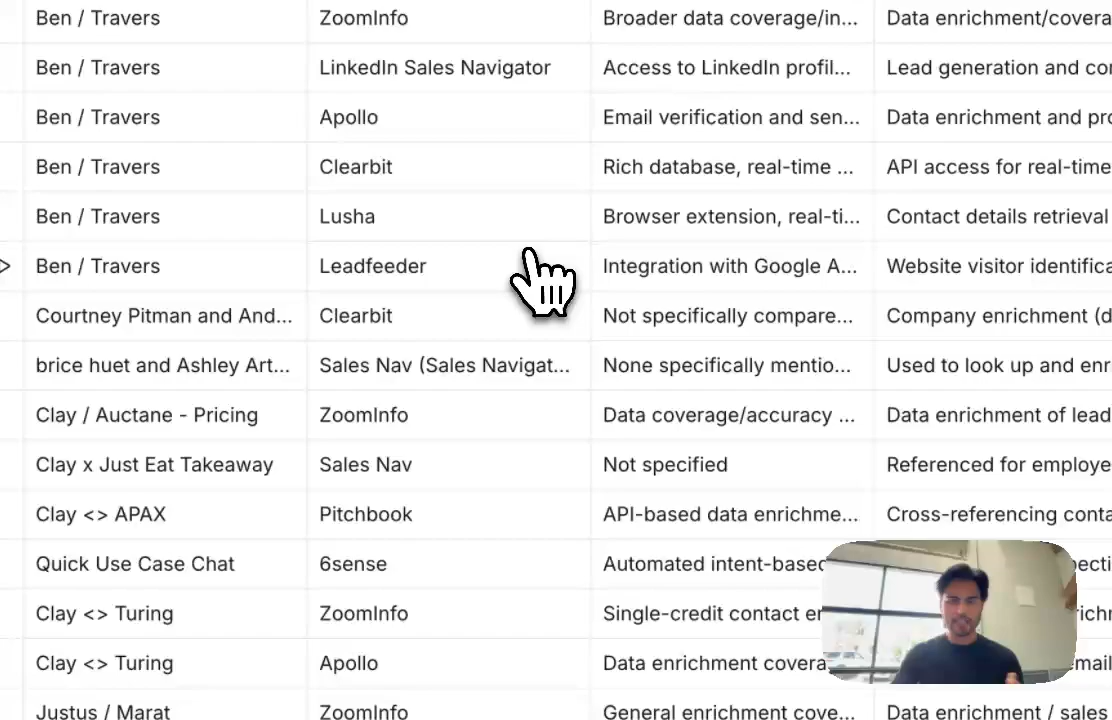 Ben / Travers ZoomInfo Broader data coverage/in... Data enrichment/covera
Ben / Travers LinkedIn Sales Navigator Access to LinkedIn profil... Lead generation and co
Ben / Travers Apollo Email verification and sen... Data enrichment and pro
Ben / Travers Clearbit Rich database, real-time ... API access for real-time
Ben / Travers Lusha Browser extension, real-ti... Contact details retrieval
Ben / Travers Leadfeeder Integration with Google A... Website visitor identifica
Courtney Pitman and And... Clearbit Not specifically compare... Company enrichment (d
brice huet and Ashley Art... Sales Nav (Sales Navigat... None specifically mentio... Used to look up and enr
Clay / Auctane - Pricing ZoomInfo Data coverage/accuracy ... Data enrichment of lead
Clay x Just Eat Takeaway Sales Nav Not specified Referenced for employe
Clay <> APAX Pitchbook API-based data enrichme... Cross-referencing conta
Quick Use Case Chat 6sense Automated intent-based
Clay <> Turing ZoomInfo Single-credit contact en
Clay <> Turing Apollo Data enrichment covera email
Justus / Marat ZoomInfo General enrichment cove... Data enrichment / sales